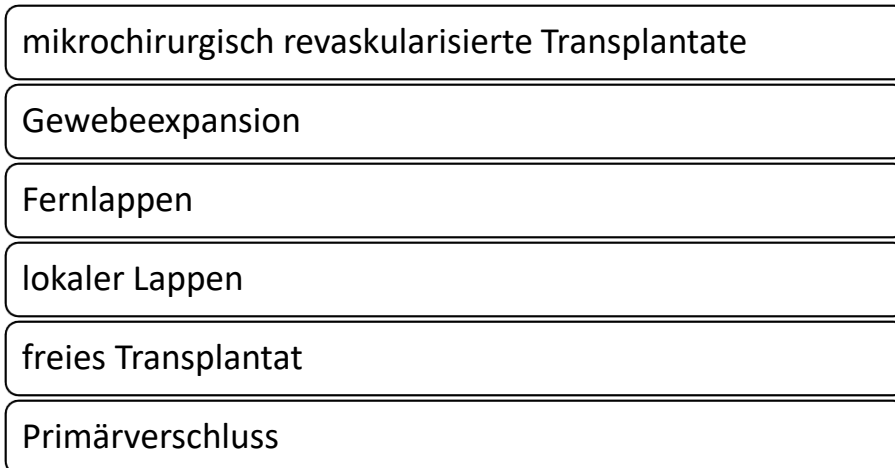 mikrochirurgisch revaskularisierte Transplantate
Gewebeexpansion
Fernlappen
lokaler Lappen
freies Transplantat
Primärverschluss